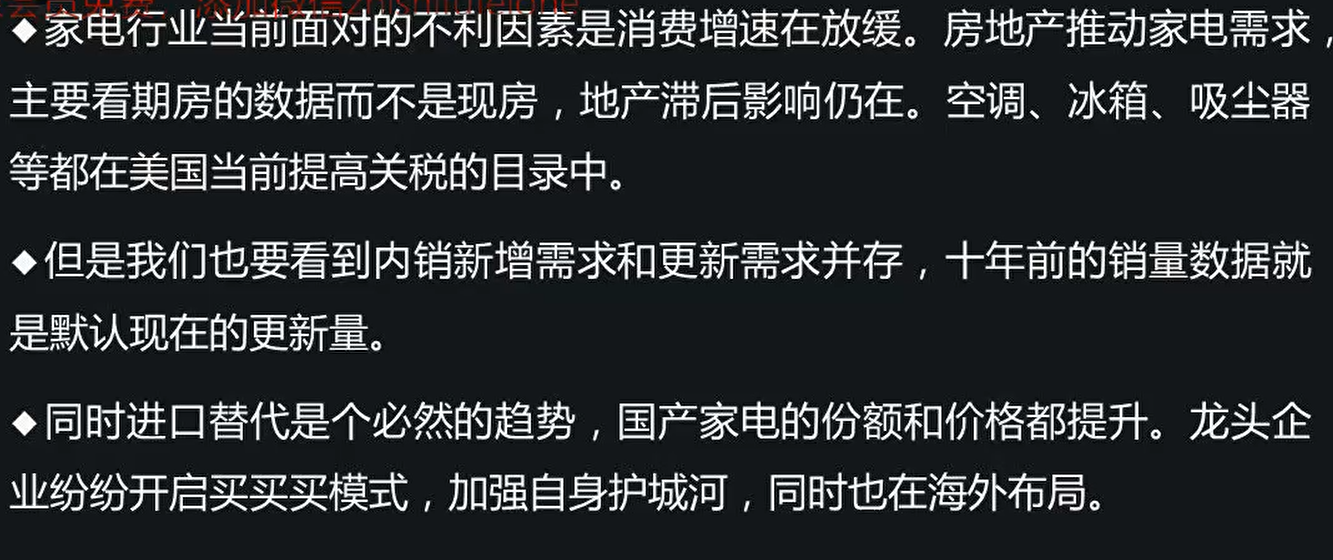 ◆家电行业当前面对的不利因素是消费增速在放缓。房地产推动家电需求，
主要看期房的数据而不是现房，地产滞后影响仍在。空调、冰箱、吸尘器
等都在美国当前提高关税的目录中。
◆但是我们也要看到内销新增需求和更新需求并存，十年前的销量数据就
是默认现在的更新量。
◆同时进口替代是个必然的趋势，国产家电的份额和价格都提升。龙头企
业纷纷开启买买买模式，加强自身护城河，同时也在海外布局。